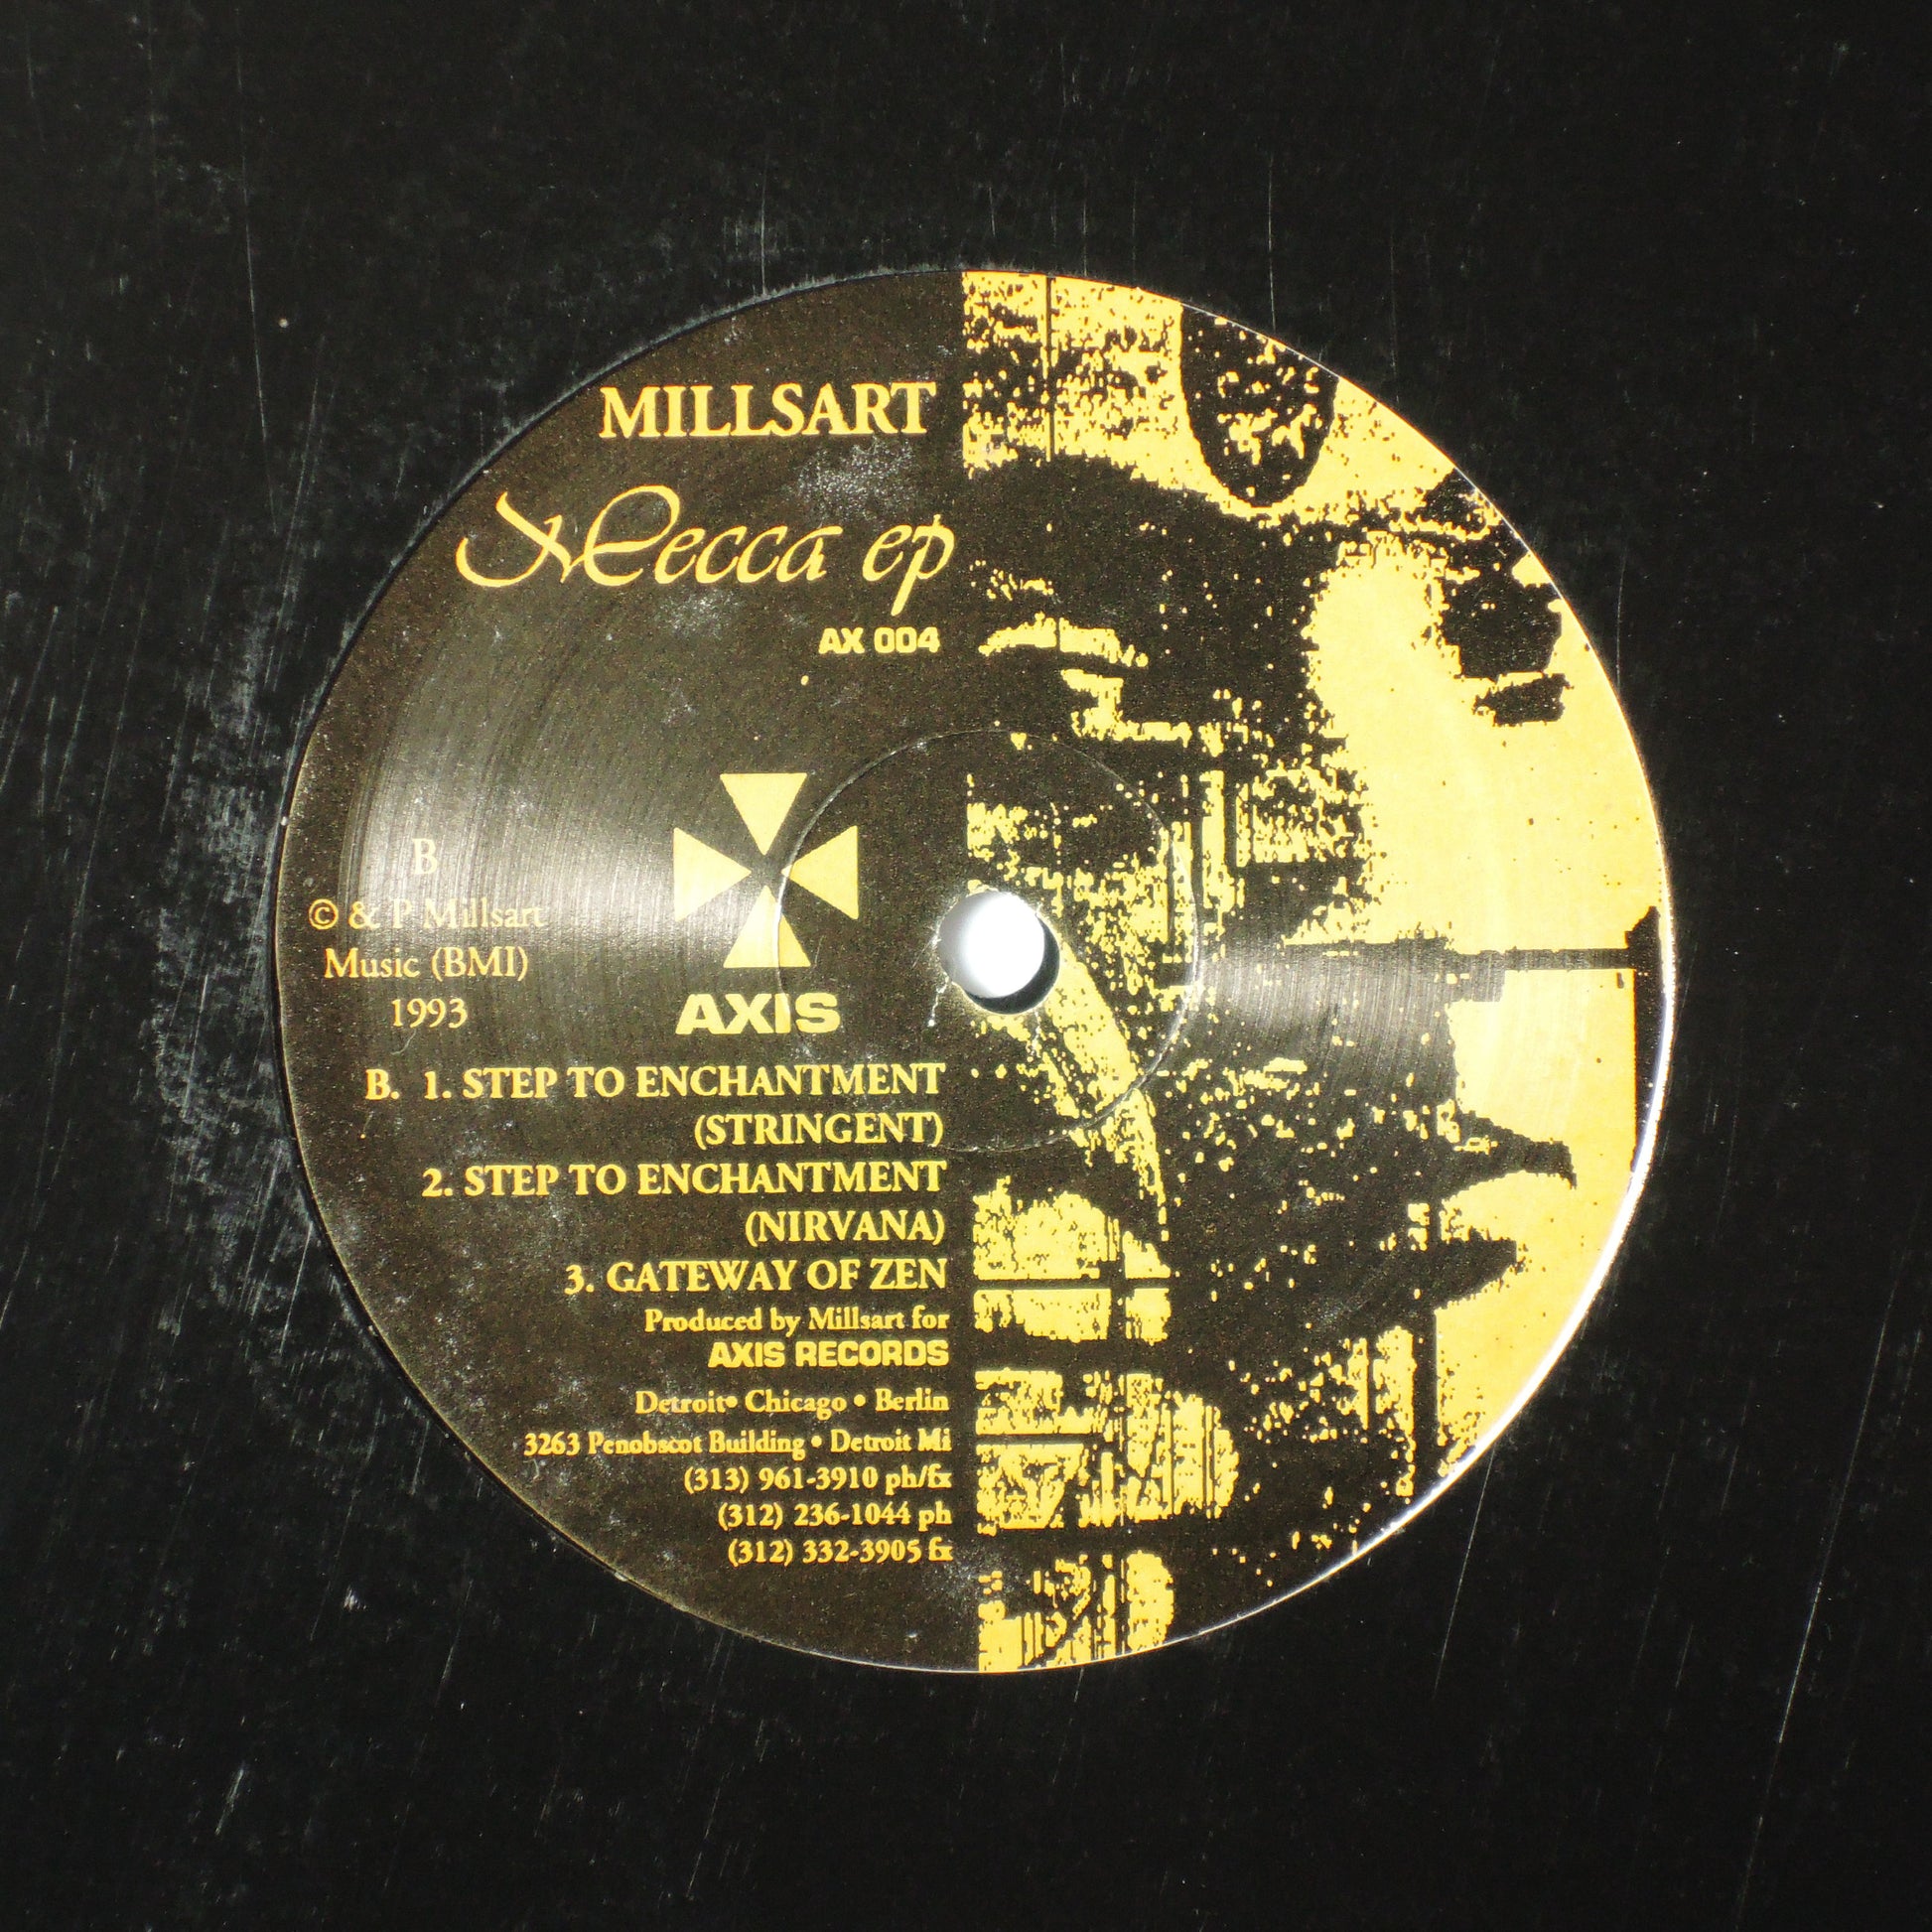 MILLSART
Mecca ep
AX 004
B
© & P Millsart
Music (BMI)
1993
AXIS
B. 1. STEP TO ENCHANTMENT
(STRINGENT)
2. STEP TO ENCHANTMENT
(NIRVANA)
3. GATEWAY OF ZEN
Produced by Millsart for
AXIS RECORDS
Detroit• Chicago • Berlin
3263 Penobscot Building • Detroit Mi
(313) 961-3910 ph/fx
(312) 236-1044 ph
(312) 332-3905 fx